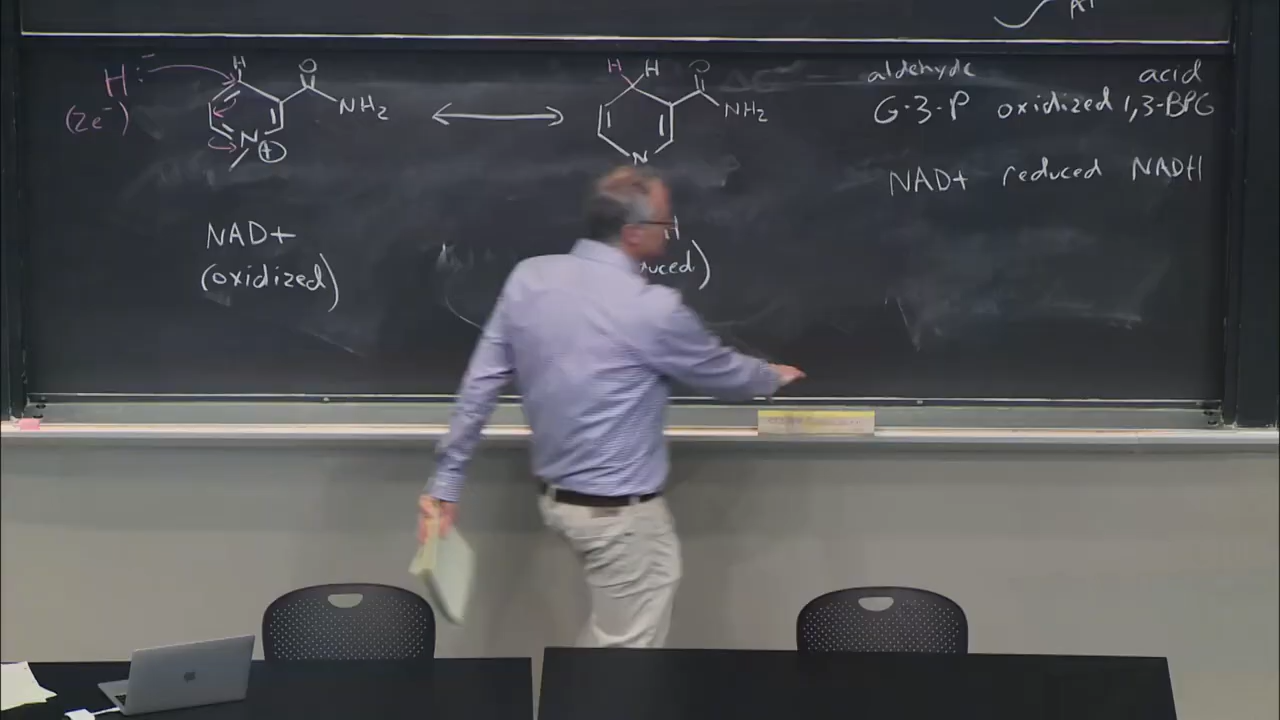 H:⁻
(2e⁻)
H
O
NH₂
N
+
NAD+
(oxidized)
H H
O
NH₂
N
H
uced)
aldehyde acid
G-3-P oxidized 1,3-BPG
NAD+ reduced NADH